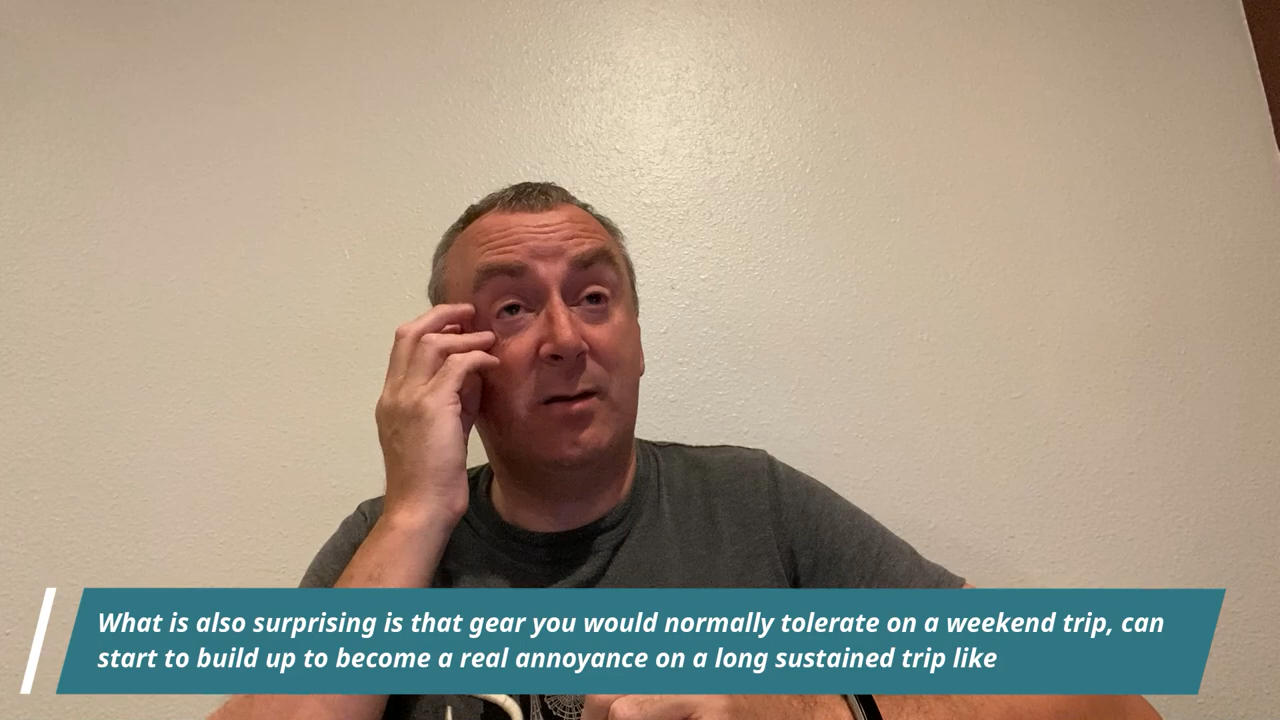 What is also surprising is that gear you would normally tolerate on a weekend trip, can
start to build up to become a real annoyance on a long sustained trip like